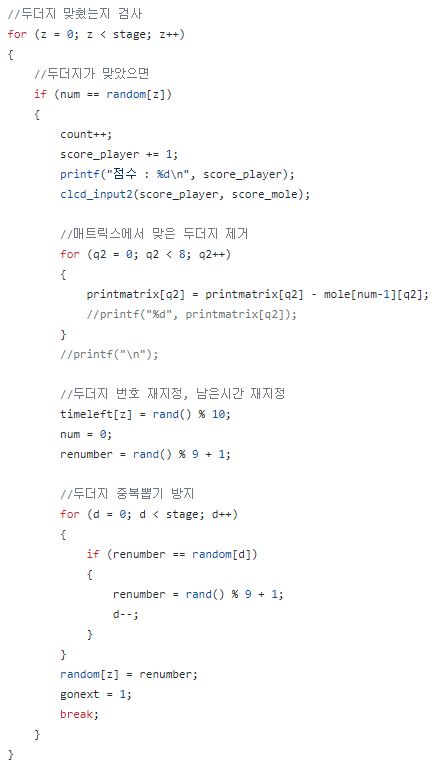 //두더지 맞혔는지 검사
for (z = 0; z < stage; z++)
{
    //두더지가 맞았으면
    if (num == random[z])
    {
        count++;
        score_player += 1;
        printf("점수 : %d\n", score_player);
        clcd_input2(score_player, score_mole);

        //매트릭스에서 맞은 두더지 제거
        for (q2 = 0; q2 < 8; q2++)
        {
            printmatrix[q2] = printmatrix[q2] - mole[num-1][q2];
            //printf("%d", printmatrix[q2]);
        }
        //printf("\n");

        //두더지 번호 재지정, 남은시간 재지정
        timeleft[z] = rand() % 10;
        num = 0;
        renumber = rand() % 9 + 1;

        //두더지 중복뽑기 방지
        for (d = 0; d < stage; d++)
        {
            if (renumber == random[d])
            {
                renumber = rand() % 9 + 1;
                d--;
            }
        }
        random[z] = renumber;
        gonext = 1;
        break;
    }
}